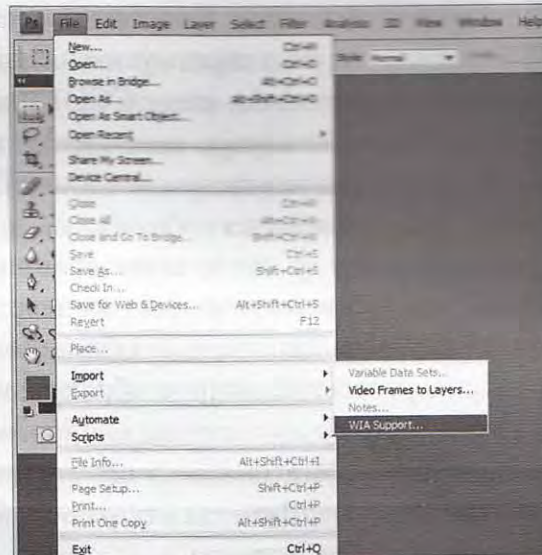 Ps File Edit Image Layer Select Filter Analysis 3D View Window Help
Style: Normal
New... Ctrl+N
Open... Ctrl+O
Browse in Bridge... Alt+Ctrl+O
Open As... Alt+Shift+Ctrl+O
Open As Smart Object...
Open Recent
Share My Screen...
Device Central...
Close Ctrl+W
Close All Alt+Ctrl+W
Close and Go To Bridge... Shift+Ctrl+W
Save Ctrl+S
Save As... Shift+Ctrl+S
Check In...
Save for Web & Devices... Alt+Shift+Ctrl+S
Revert F12
Place...
Import
Variable Data Sets...
Export
Video Frames to Layers...
Notes...
Automate
WIA Support...
Scripts
File Info... Alt+Shift+Ctrl+I
Page Setup... Shift+Ctrl+P
Print... Ctrl+P
Print One Copy Alt+Shift+Ctrl+P
Exit Ctrl+Q